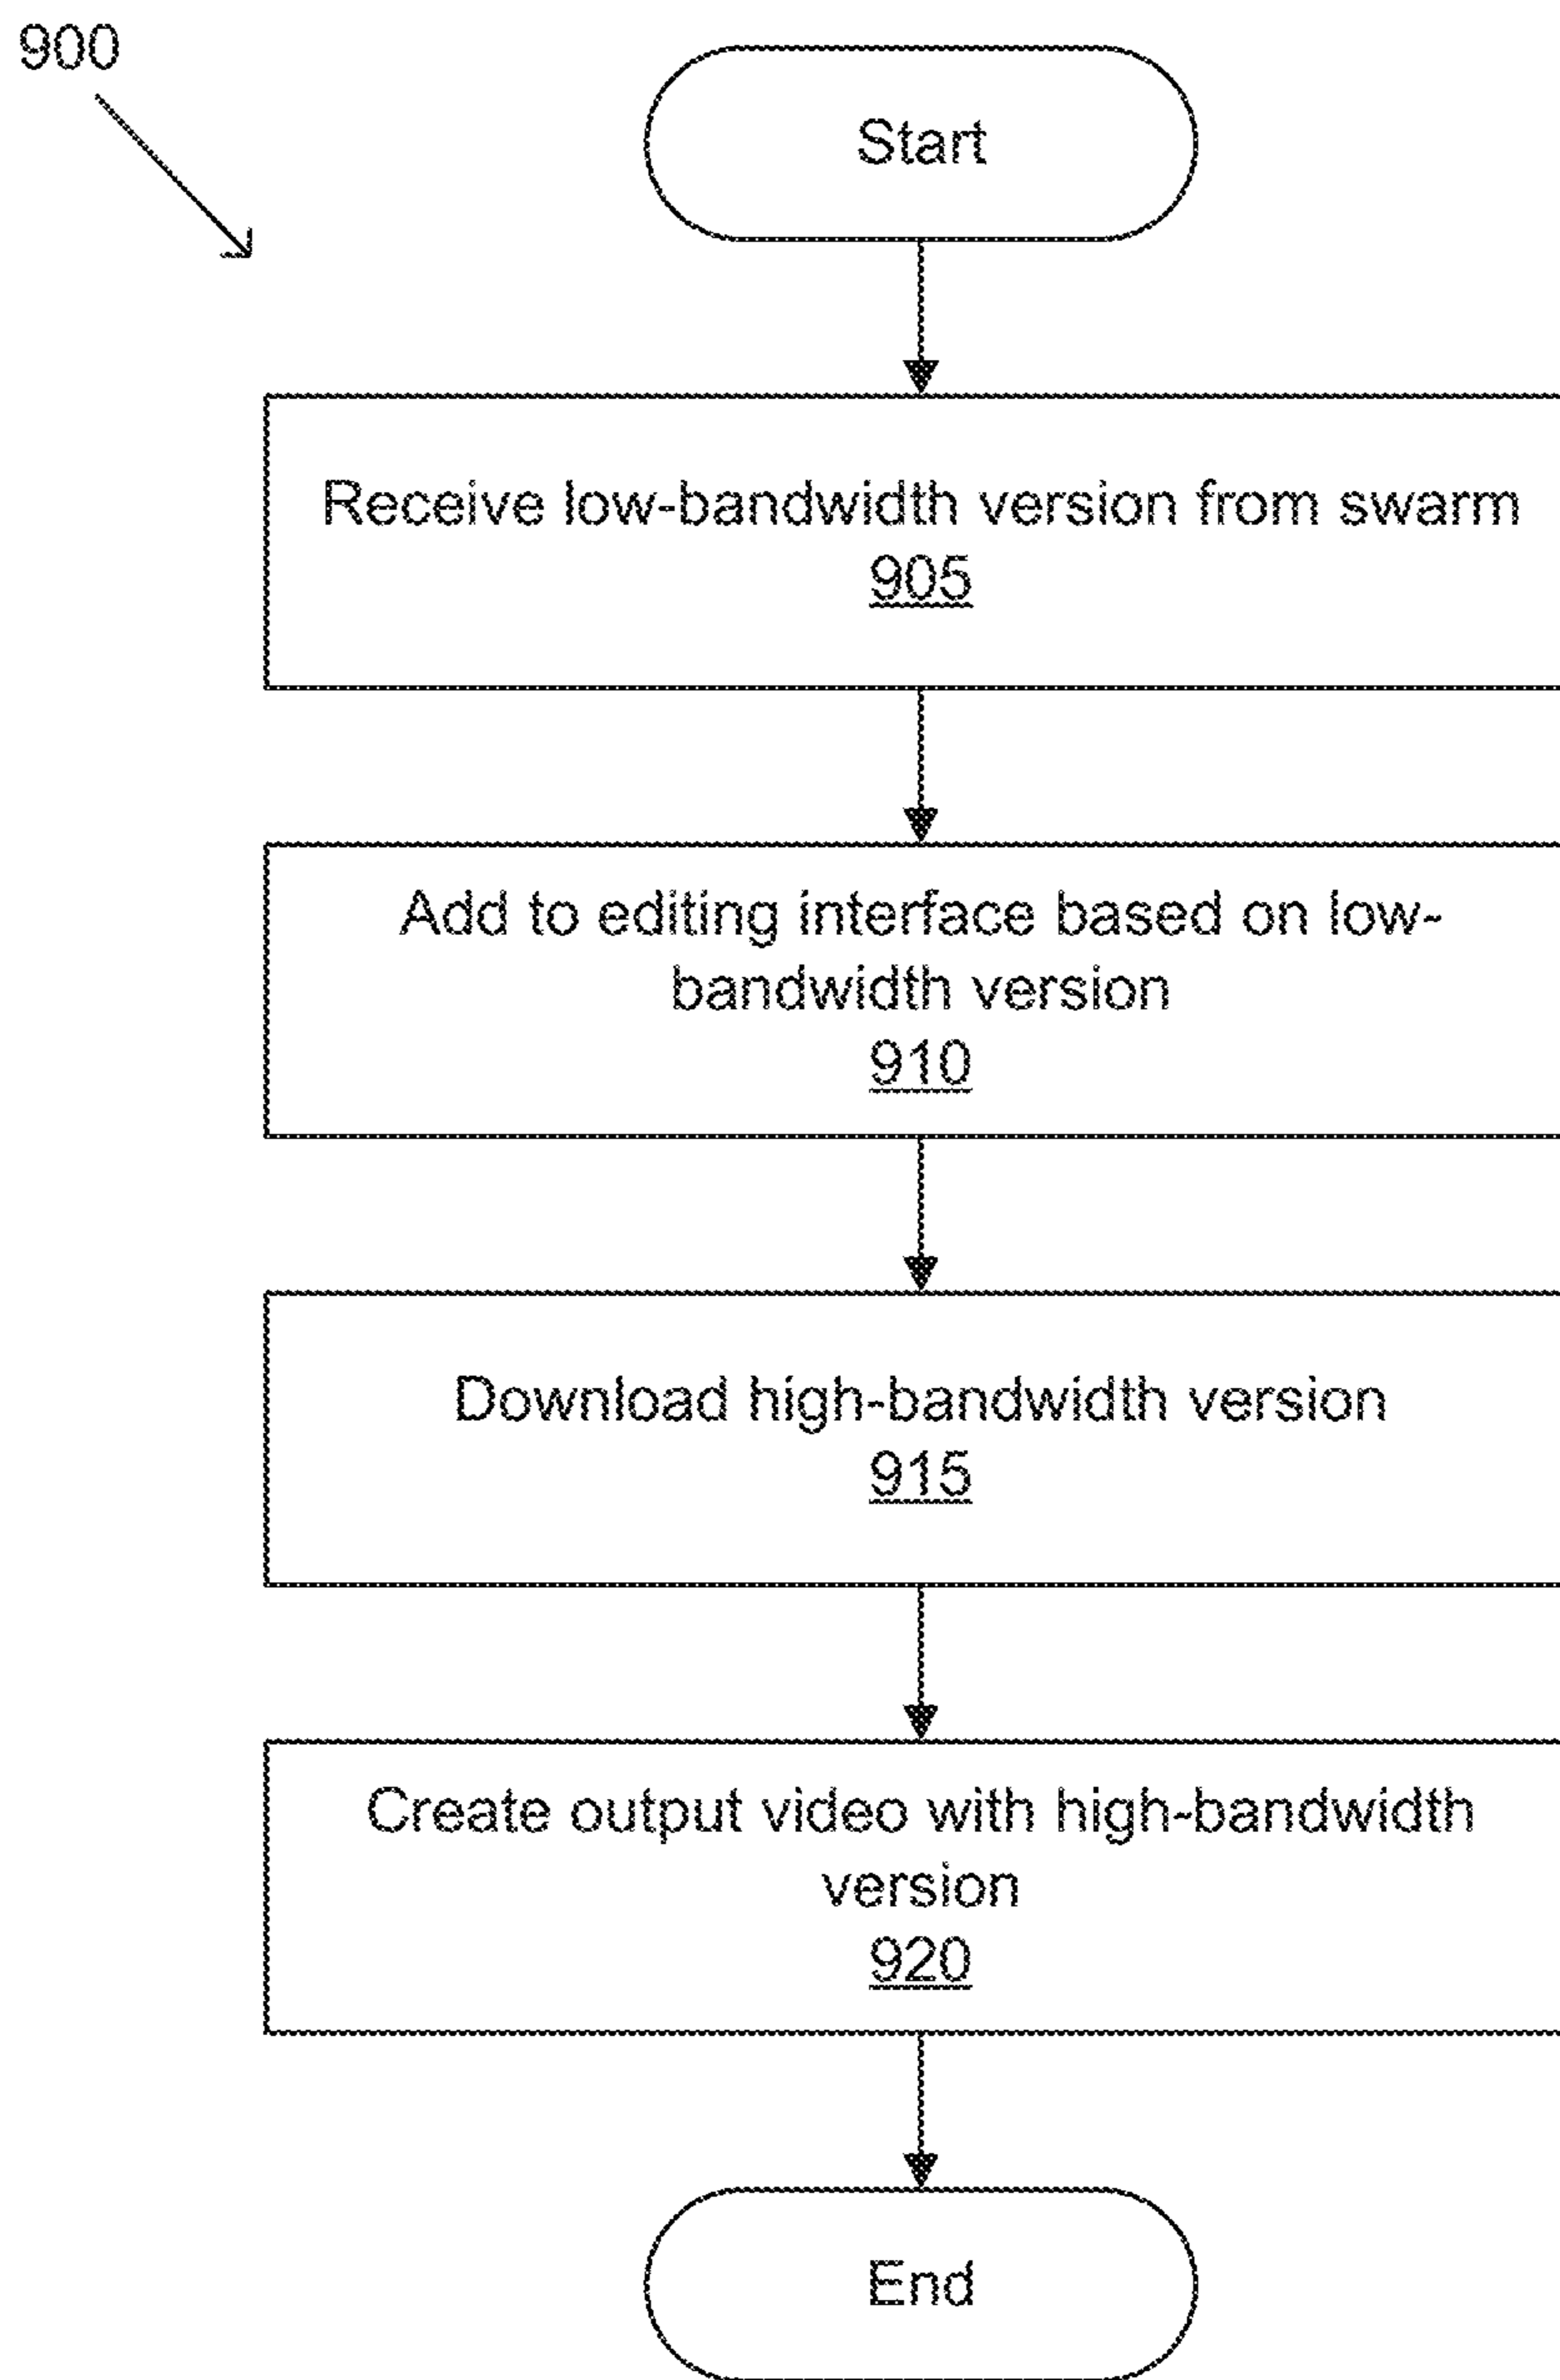 900
Start
Receive low-bandwidth version from swarm
905
Add to editing interface based on low-
bandwidth version
910
Download high-bandwidth version
915
Create output video with high-bandwidth
version
920
End